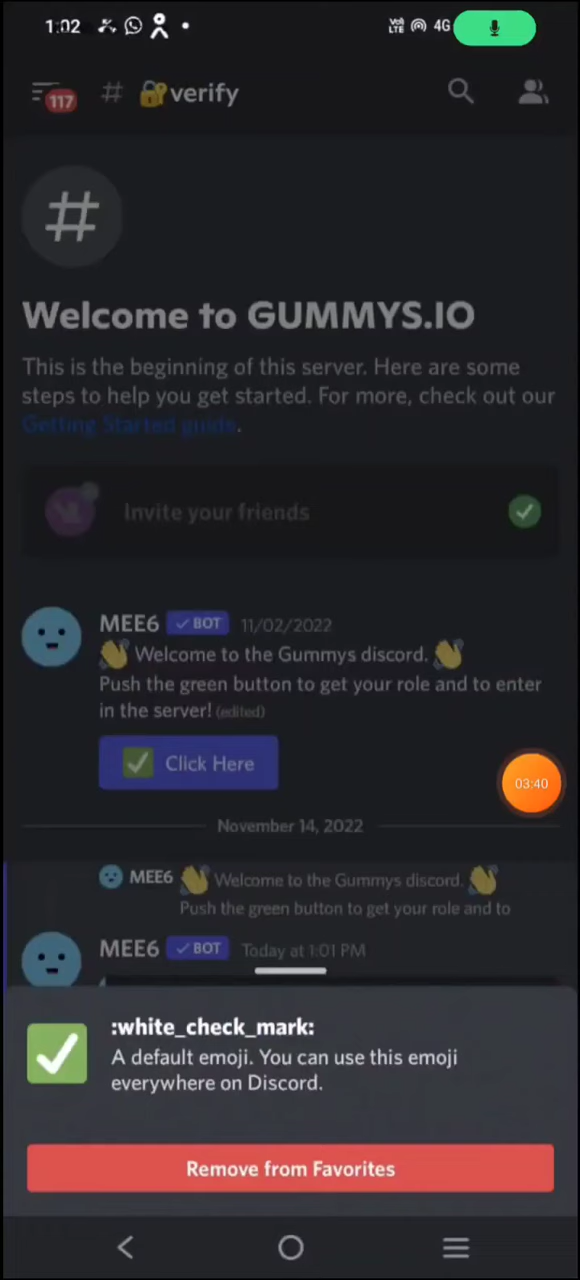 1:02
VoI
LTE
4G
117
# 🔐verify
#
Welcome to GUMMYS.IO
This is the beginning of this server. Here are some
steps to help you get started. For more, check out our
Getting Started guide.
Invite your friends
MEE6 ✓ BOT 11/02/2022
👋 Welcome to the Gummys discord. 👋
Push the green button to get your role and to enter
in the server! (edited)
✅ Click Here
03:40
November 14, 2022
MEE6 👋 Welcome to the Gummys discord. 👋
Push the green button to get your role and to
MEE6 ✓ BOT Today at 1:01 PM
:white_check_mark:
A default emoji. You can use this emoji
everywhere on Discord.
Remove from Favorites